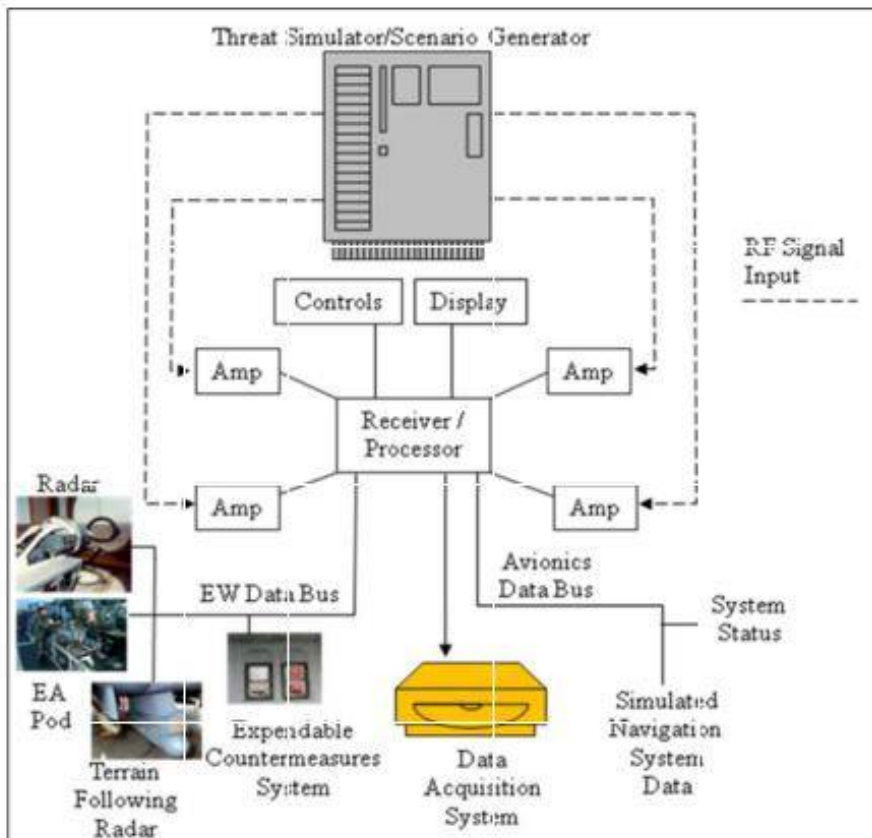 Threat Simulator/Scenario Generator
RF Signal
Input
Controls
Display
Amp
Amp
Receiver /
Processor
Radar
Amp
Amp
Avionics
Data Bus
EW Data Bus
System
Status
EA
Pod
Expendable
Countermeasures
System
Simulated
Navigation
System
Data
Data
Acquisition
System
Terrain
Following
Radar